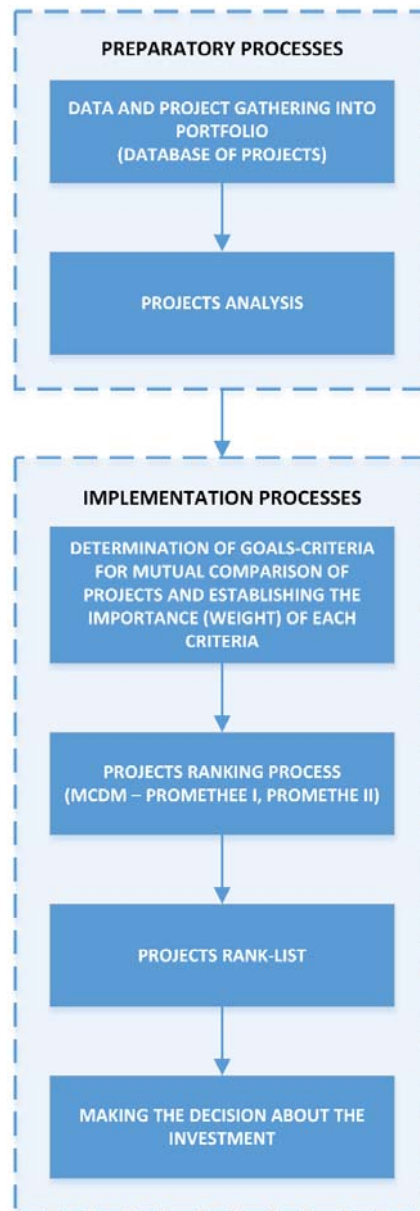 PREPARATORY PROCESSES
DATA AND PROJECT GATHERING INTO
PORTFOLIO
(DATABASE OF PROJECTS)
PROJECTS ANALYSIS
IMPLEMENTATION PROCESSES
DETERMINATION OF GOALS-CRITERIA
FOR MUTUAL COMPARISON OF
PROJECTS AND ESTABLISHING THE
IMPORTANCE (WEIGHT) OF EACH
CRITERIA
PROJECTS RANKING PROCESS
(MCDM – PROMETHEE I, PROMETHE II)
PROJECTS RANK-LIST
MAKING THE DECISION ABOUT THE
INVESTMENT